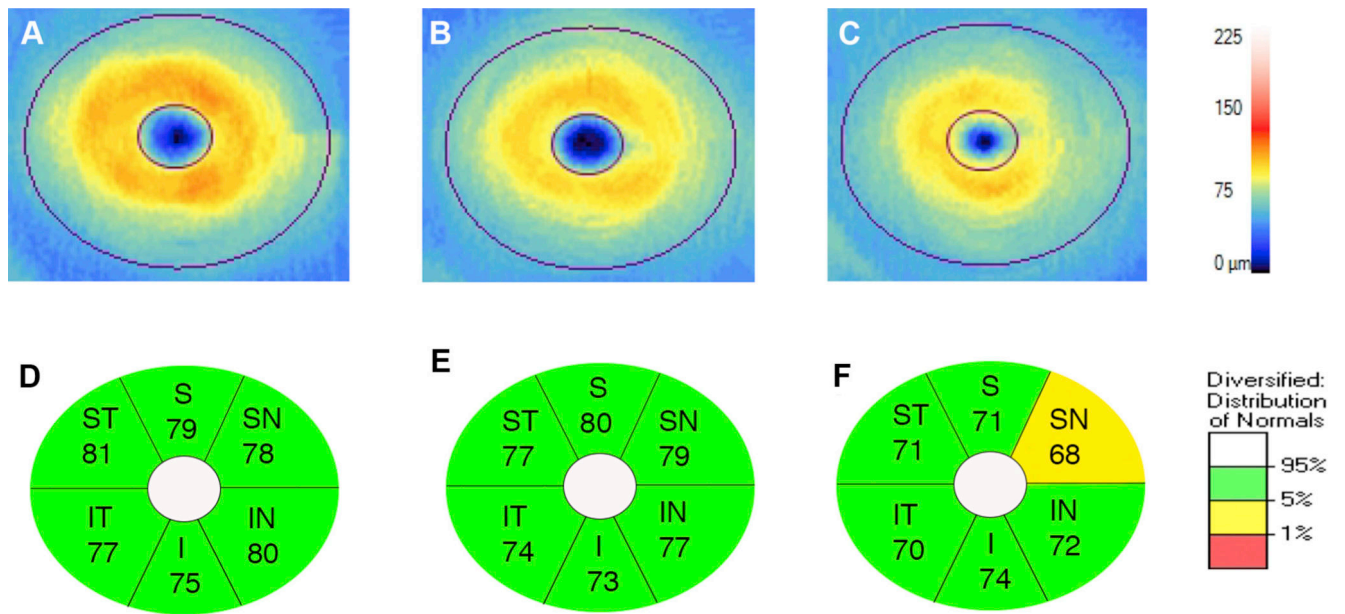 A
B
C
225
150
75
0 µm
D
S
79
ST
81
SN
78
IT
77
IN
80
I
75
E
S
80
ST
77
SN
79
IT
74
IN
77
I
73
F
S
71
ST
71
SN
68
IT
70
IN
72
I
74
Diversified:
Distribution
of Normals
95%
5%
1%